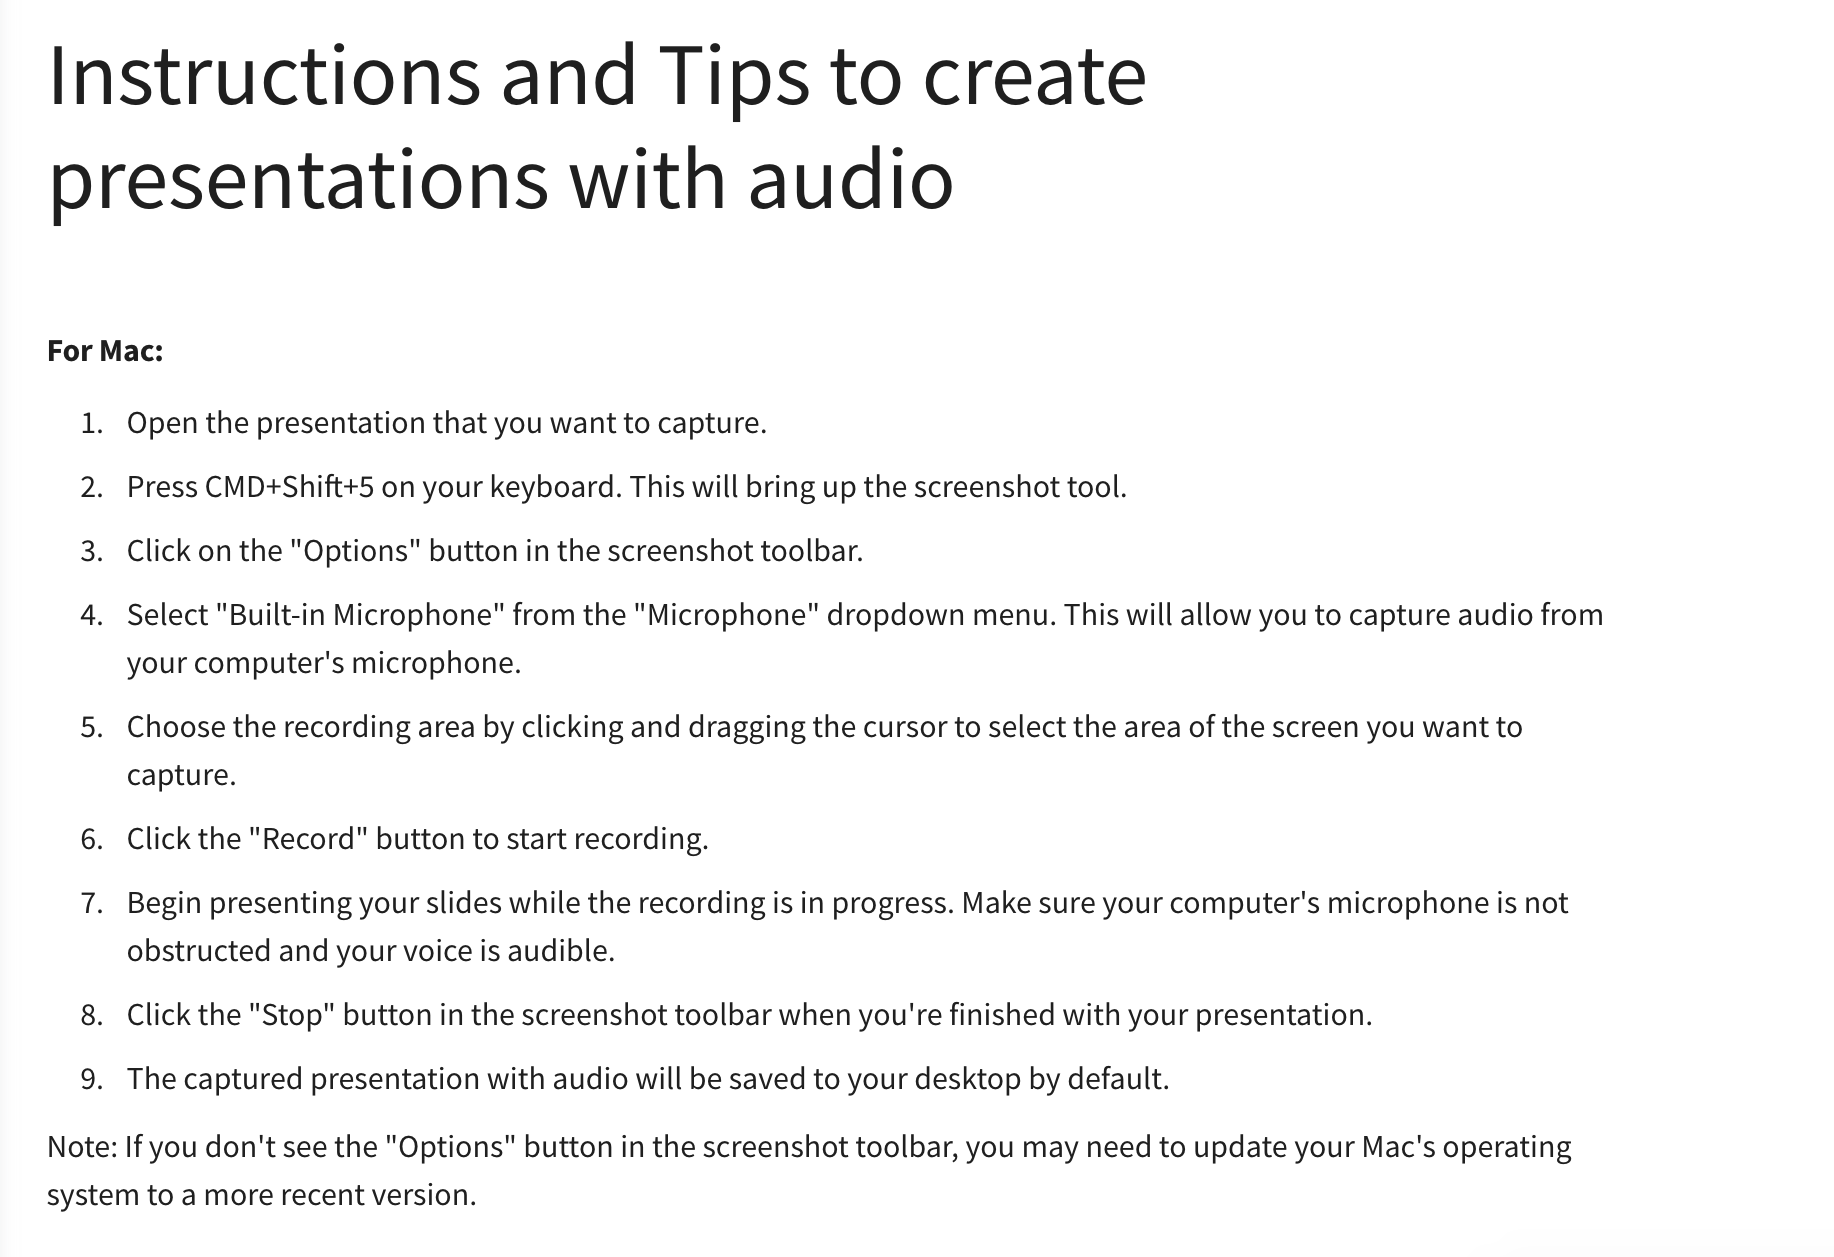 Instructions and Tips to create
presentations with audio
For Mac:
1. Open the presentation that you want to capture.
2. Press CMD+Shift+5 on your keyboard. This will bring up the screenshot tool.
3. Click on the "Options" button in the screenshot toolbar.
4. Select "Built-in Microphone" from the "Microphone" dropdown menu. This will allow you to capture audio from
your computer's microphone.
5. Choose the recording area by clicking and dragging the cursor to select the area of the screen you want to
capture.
6. Click the "Record" button to start recording.
7. Begin presenting your slides while the recording is in progress. Make sure your computer's microphone is not
obstructed and your voice is audible.
8. Click the "Stop" button in the screenshot toolbar when you're finished with your presentation.
9. The captured presentation with audio will be saved to your desktop by default.
Note: If you don't see the "Options" button in the screenshot toolbar, you may need to update your Mac's operating
system to a more recent version.